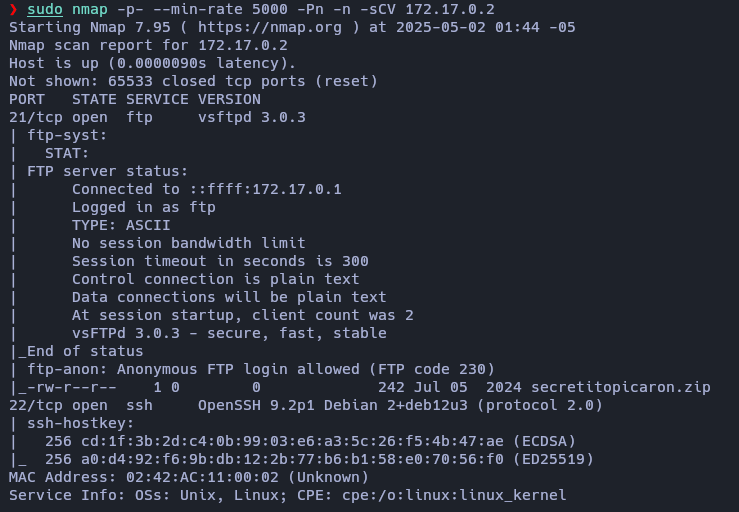 ❯ sudo nmap -p- --min-rate 5000 -Pn -n -sCV 172.17.0.2
Starting Nmap 7.95 ( https://nmap.org ) at 2025-05-02 01:44 -05
Nmap scan report for 172.17.0.2
Host is up (0.0000090s latency).
Not shown: 65533 closed tcp ports (reset)
PORT   STATE SERVICE VERSION
21/tcp open  ftp     vsftpd 3.0.3
| ftp-syst:
|   STAT:
| FTP server status:
|      Connected to ::ffff:172.17.0.1
|      Logged in as ftp
|      TYPE: ASCII
|      No session bandwidth limit
|      Session timeout in seconds is 300
|      Control connection is plain text
|      Data connections will be plain text
|      At session startup, client count was 2
|      vsFTPd 3.0.3 - secure, fast, stable
|_End of status
| ftp-anon: Anonymous FTP login allowed (FTP code 230)
|_-rw-r--r--    1 0        0             242 Jul 05  2024 secretitopicaron.zip
22/tcp open  ssh     OpenSSH 9.2p1 Debian 2+deb12u3 (protocol 2.0)
| ssh-hostkey:
|   256 cd:1f:3b:2d:c4:0b:99:03:e6:a3:5c:26:f5:4b:47:ae (ECDSA)
|_  256 a0:d4:92:f6:9b:db:12:2b:77:b6:b1:58:e0:70:56:f0 (ED25519)
MAC Address: 02:42:AC:11:00:02 (Unknown)
Service Info: OSs: Unix, Linux; CPE: cpe:/o:linux:linux_kernel